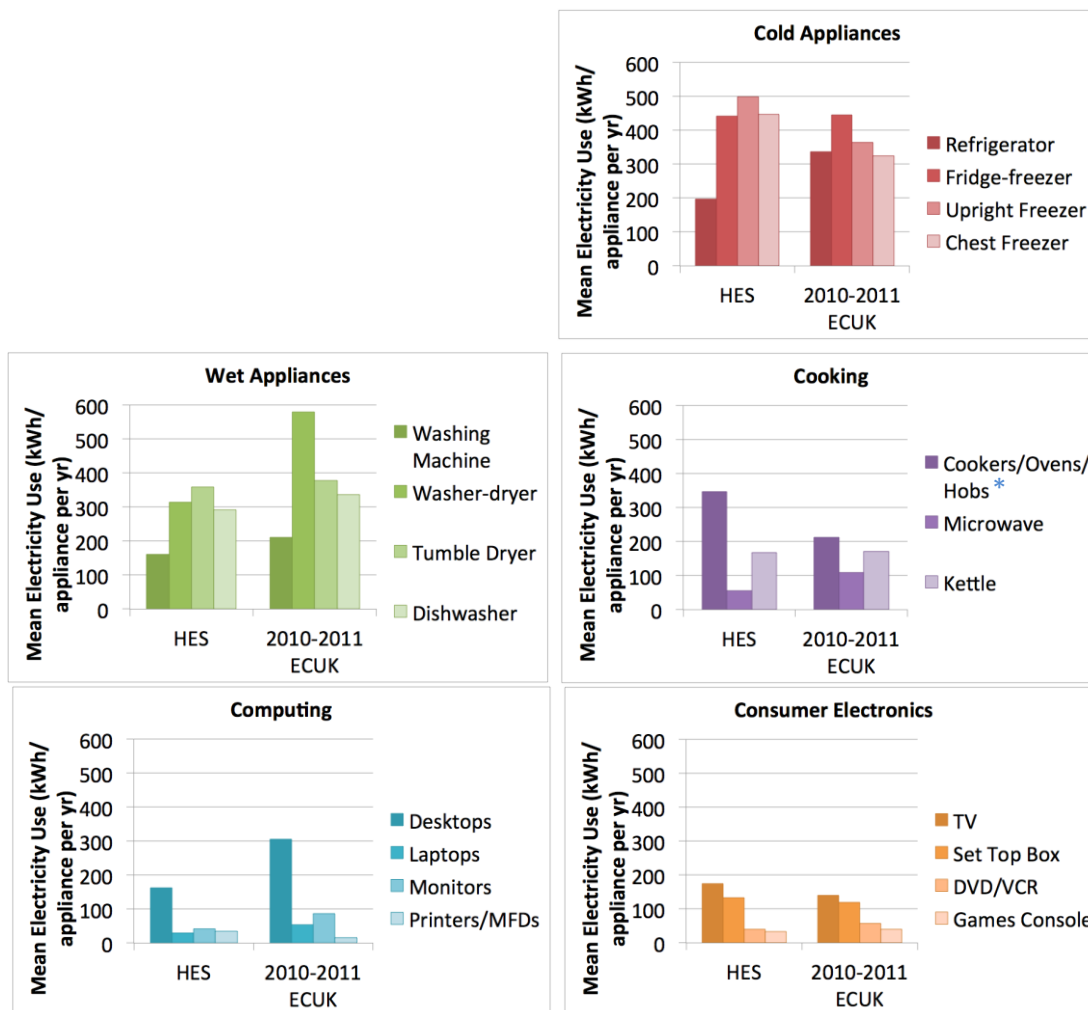 Cold Appliances
Mean Electricity Use (kWh/
appliance per yr)
600
500
400
300
200
100
0
HES
2010-2011
ECUK
Refrigerator
Fridge-freezer
Upright Freezer
Chest Freezer
Wet Appliances
Mean Electricity Use (kWh/
appliance per yr)
600
500
400
300
200
100
0
HES
2010-2011
ECUK
Washing
Machine
Washer-dryer
Tumble Dryer
Dishwasher
Cooking
Mean Electricity Use (kWh/
appliance per yr)
600
500
400
300
200
100
0
HES
2010-2011
ECUK
Cookers/Ovens/
Hobs *
Microwave
Kettle
Computing
Mean Electricity Use (kWh/
appliance per yr)
600
500
400
300
200
100
0
HES
2010-2011
ECUK
Desktops
Laptops
Monitors
Printers/MFDs
Consumer Electronics
Mean Electricity Use (kWh/
appliance per yr)
600
500
400
300
200
100
0
HES
2010-2011
ECUK
TV
Set Top Box
DVD/VCR
Games Console